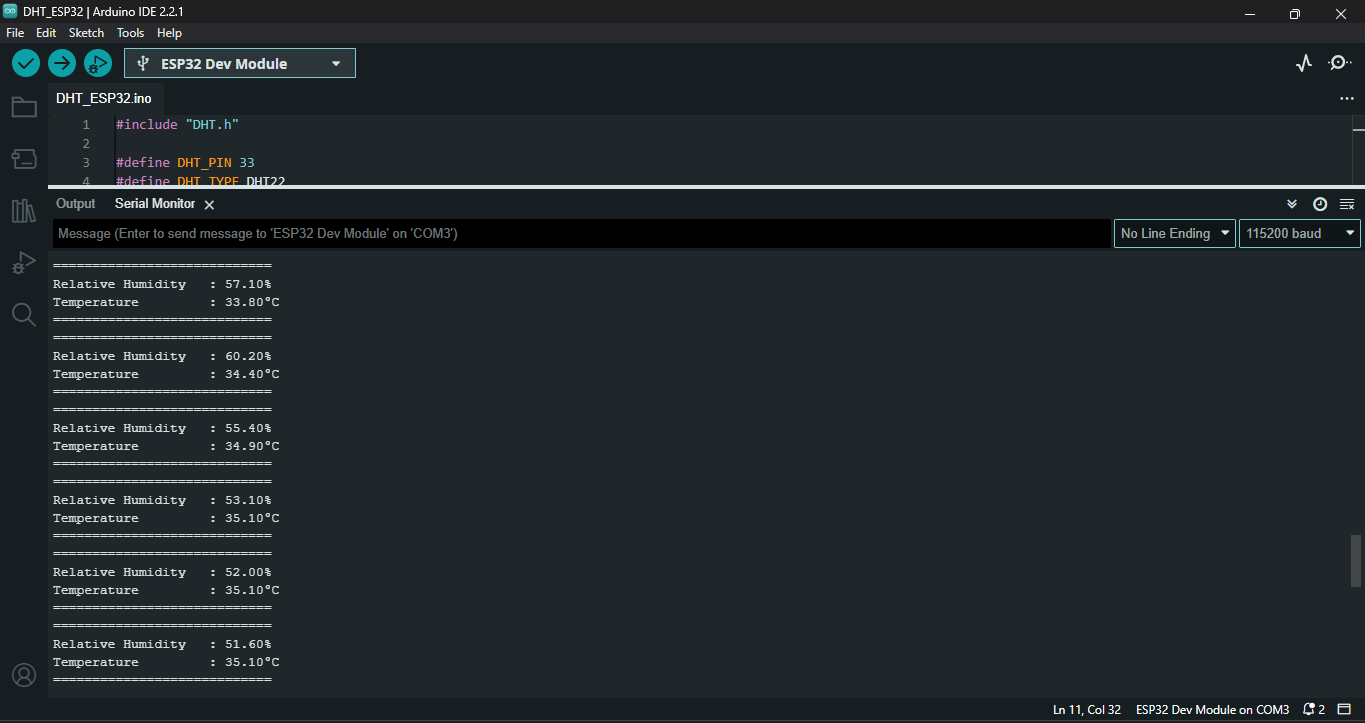 DHT_ESP32 | Arduino IDE 2.2.1
File Edit Sketch Tools Help
ESP32 Dev Module
DHT_ESP32.ino
1 #include "DHT.h"
2
3 #define DHT_PIN 33
4 #define DHT_TYPE DHT22
Output Serial Monitor
Message (Enter to send message to 'ESP32 Dev Module' on 'COM3') No Line Ending 115200 baud
============================
Relative Humidity : 57.10%
Temperature : 33.80°C
============================
============================
Relative Humidity : 60.20%
Temperature : 34.40°C
============================
============================
Relative Humidity : 55.40%
Temperature : 34.90°C
============================
============================
Relative Humidity : 53.10%
Temperature : 35.10°C
============================
============================
Relative Humidity : 52.00%
Temperature : 35.10°C
============================
============================
Relative Humidity : 51.60%
Temperature : 35.10°C
============================
Ln 11, Col 32 ESP32 Dev Module on COM3 2